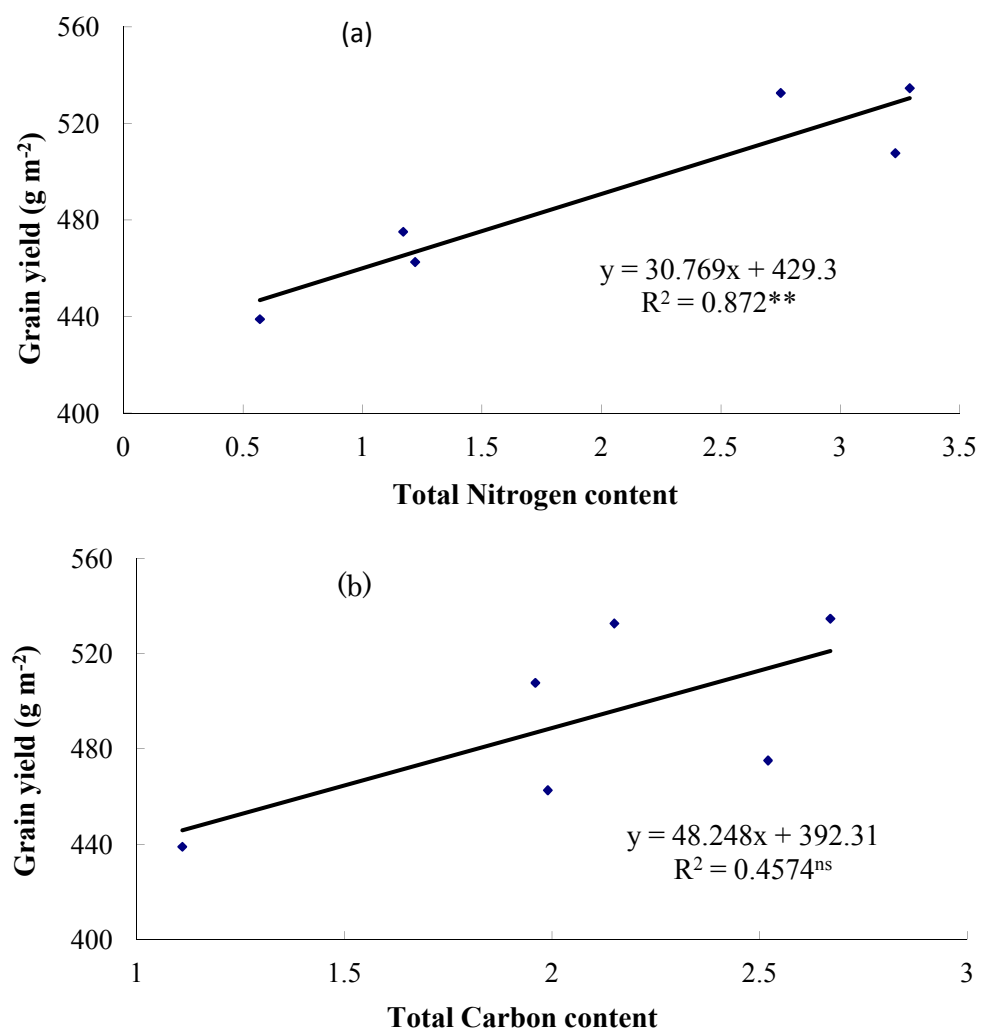 (a)
560
520
480
440
400
Grain yield (g m-2)
y = 30.769x + 429.3
R2 = 0.872**
0 0.5 1 1.5 2 2.5 3 3.5
Total Nitrogen content
(b)
560
520
480
440
400
Grain yield (g m-2)
y = 48.248x + 392.31
R2 = 0.4574ns
1 1.5 2 2.5 3
Total Carbon content